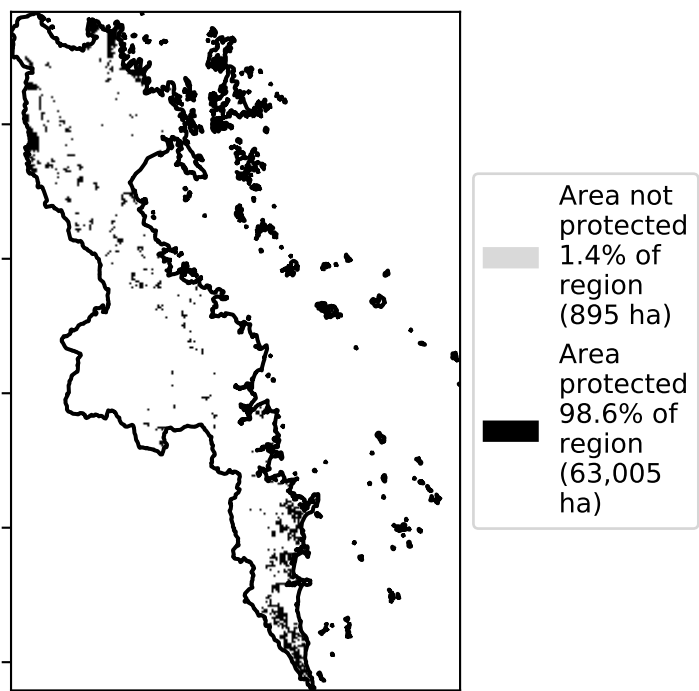 Area not
protected
1.4% of
region
(895 ha)
Area
protected
98.6% of
region
(63,005
ha)